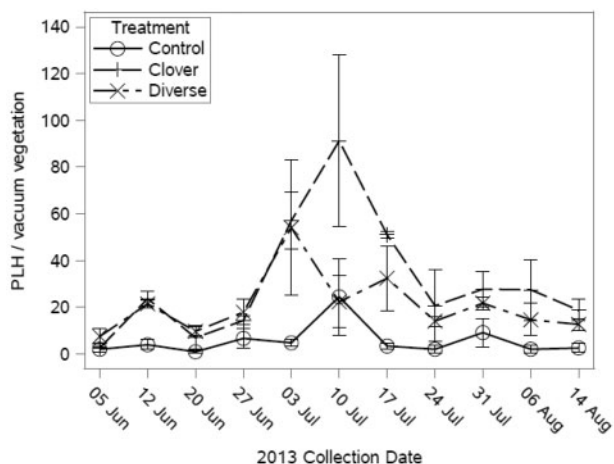 Treatment
Control
Clover
Diverse
PLH / vacuum vegetation
140
120
100
80
60
40
20
0
05 Jun
12 Jun
20 Jun
27 Jun
03 Jul
10 Jul
17 Jul
24 Jul
31 Jul
06 Aug
14 Aug
2013 Collection Date